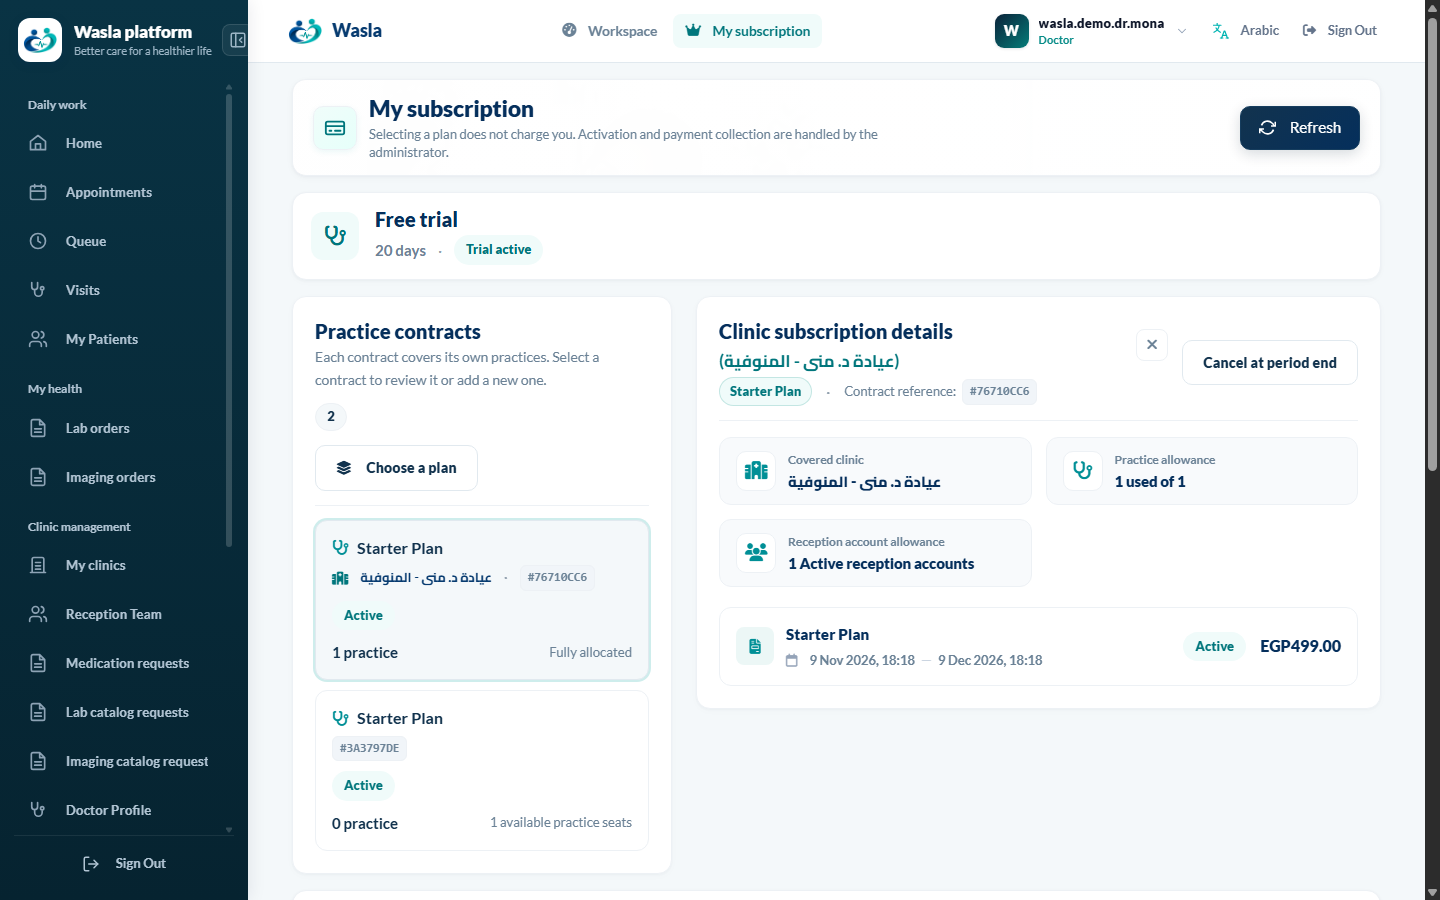 Wasla platform
Better care for a healthier life
Daily work
Home
Appointments
Queue
Visits
My Patients
My health
Lab orders
Imaging orders
Clinic management
My clinics
Reception Team
Medication requests
Lab catalog requests
Imaging catalog request
Doctor Profile
Sign Out
Wasla
Workspace
My subscription
W
wasla.demo.dr.mona
Doctor
Arabic
Sign Out
My subscription
Selecting a plan does not charge you. Activation and payment collection are handled by the
administrator.
Refresh
Free trial
20 days · Trial active
Practice contracts
Each contract covers its own practices. Select a
contract to review it or add a new one.
2
Choose a plan
Starter Plan
عيادة د. منى - المنوفية · #76710CC6
Active
1 practice Fully allocated
Starter Plan
#3A3797DE
Active
0 practice 1 available practice seats
Clinic subscription details
(عيادة د. منى - المنوفية)
Starter Plan · Contract reference: #76710CC6
Cancel at period end
Covered clinic
عيادة د. منى - المنوفية
Practice allowance
1 used of 1
Reception account allowance
1 Active reception accounts
Starter Plan
9 Nov 2026, 18:18 — 9 Dec 2026, 18:18
Active
EGP499.00